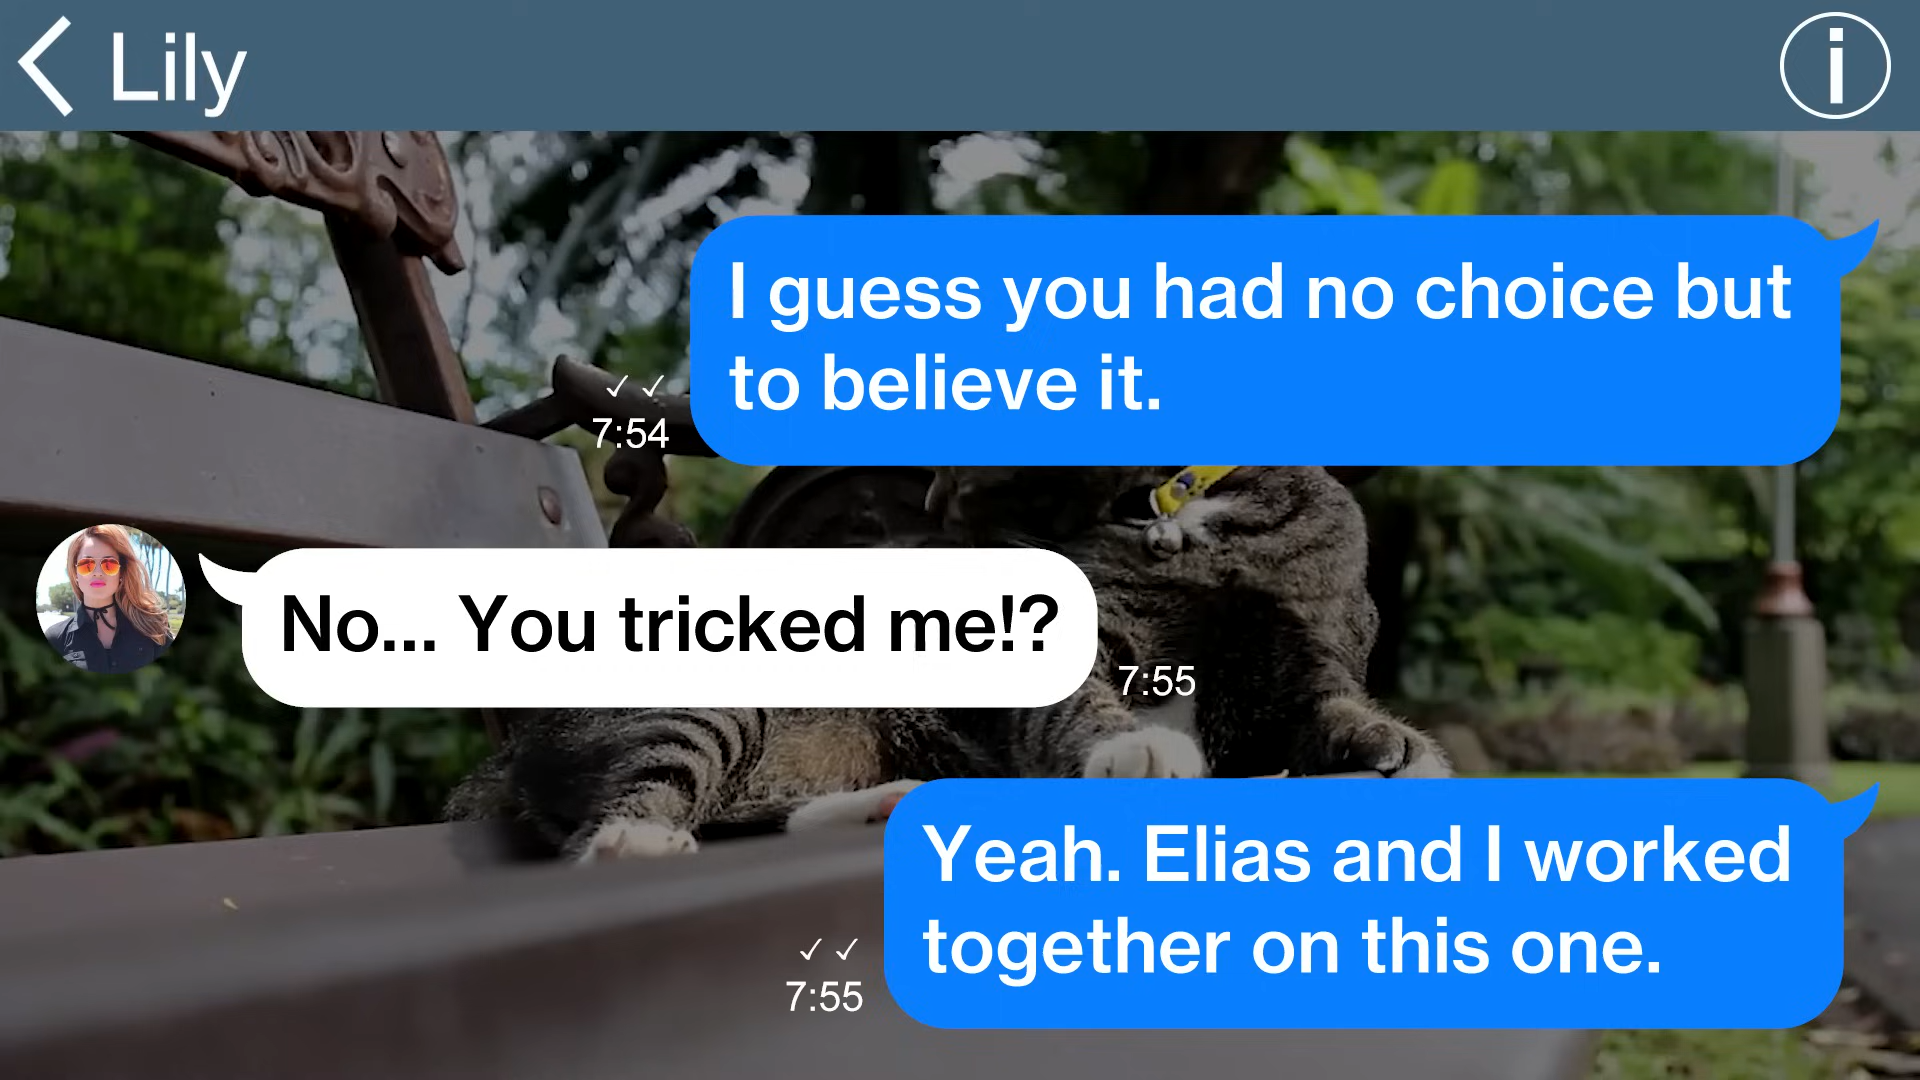 Lily
I guess you had no choice but
to believe it.
✓✓
7:54
No... You tricked me!?
7:55
Yeah. Elias and I worked
together on this one.
✓✓
7:55